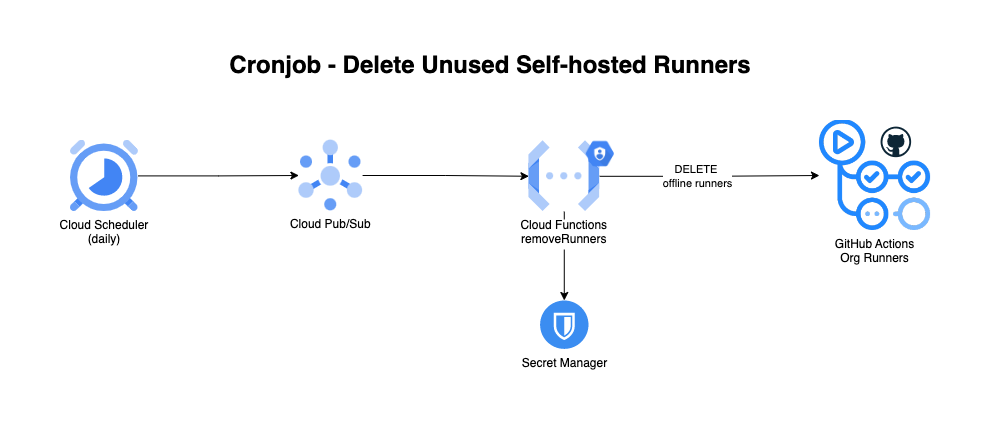 Cronjob - Delete Unused Self-hosted Runners
Cloud Scheduler
(daily)
Cloud Pub/Sub
Cloud Functions
removeRunners
DELETE
offline runners
GitHub Actions
Org Runners
Secret Manager